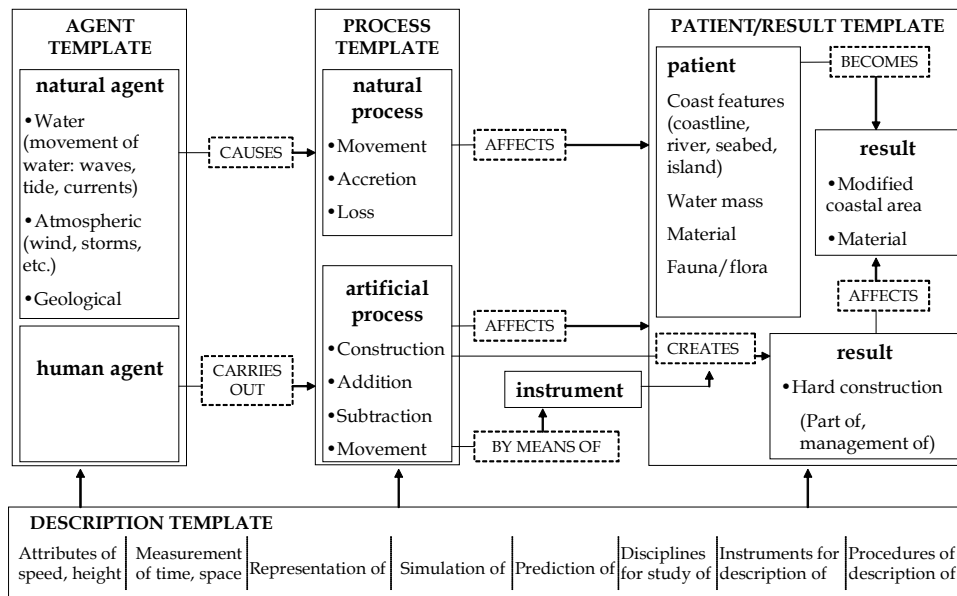 AGENT
TEMPLATE
natural agent
•Water
(movement of
water: waves,
tide, currents)
•Atmospheric
(wind, storms,
etc.)
•Geological
human agent
CAUSES
CARRIES
OUT
PROCESS
TEMPLATE
natural
process
•Movement
•Accretion
•Loss
artificial
process
•Construction
•Addition
•Subtraction
•Movement
AFFECTS
AFFECTS
instrument
BY MEANS OF
PATIENT/RESULT TEMPLATE
patient
Coast features
(coastline,
river, seabed,
island)
Water mass
Material
Fauna/flora
BECOMES
result
•Modified
coastal area
•Material
AFFECTS
CREATES
result
•Hard construction
(Part of,
management of)
DESCRIPTION TEMPLATE
Attributes of
speed, height
Measurement
of time, space
Representation of
Simulation of
Prediction of
Disciplines
for study of
Instruments for
description of
Procedures of
description of